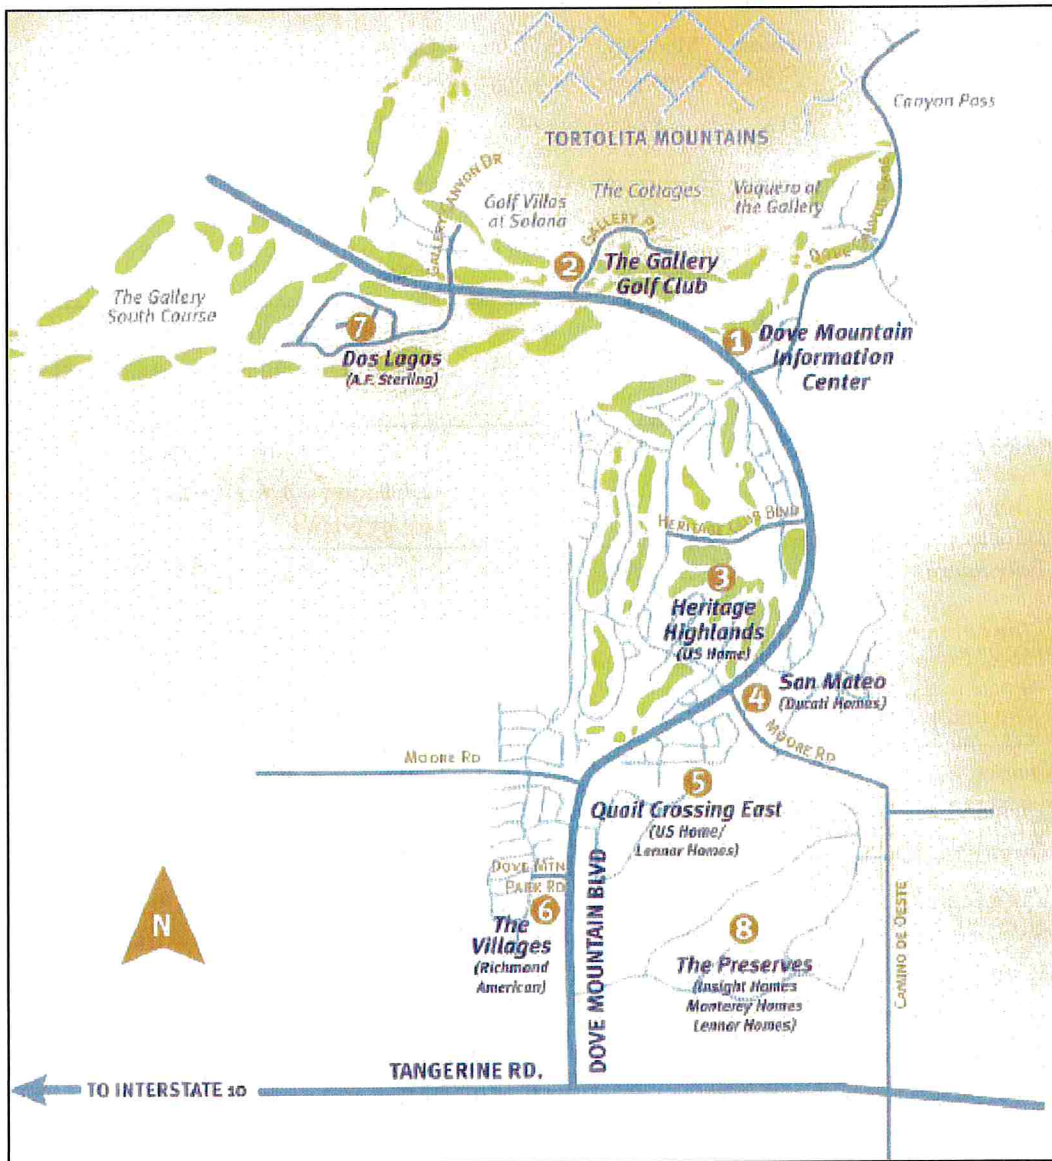 Canyon Pass
TORTOLITA MOUNTAINS
GALLERY CANYON DR
Golf Villas
at Solana
The Cottages
Vaquero at
the Gallery
GALLERY PL
2
The Gallery
Golf Club
The Gallery
South Course
7
Dos Lagos
(A.F. Sterling)
1
Dove Mountain
Information
Center
HERITAGE CLUB BLVD
3
Heritage
Highlands
(US Home)
4
San Mateo
(Ducati Homes)
MOORE RD
MOORE RD
5
Quail Crossing East
(US Home/
Lennar Homes)
DOVE MTN
PARK RD
6
The
Villages
(Richmond
American)
DOVE MOUNTAIN BLVD
8
The Preserves
(Insight Homes
Monterey Homes
Lennar Homes)
CAMINO DE OESTE
N
TANGERINE RD.
TO INTERSTATE 10